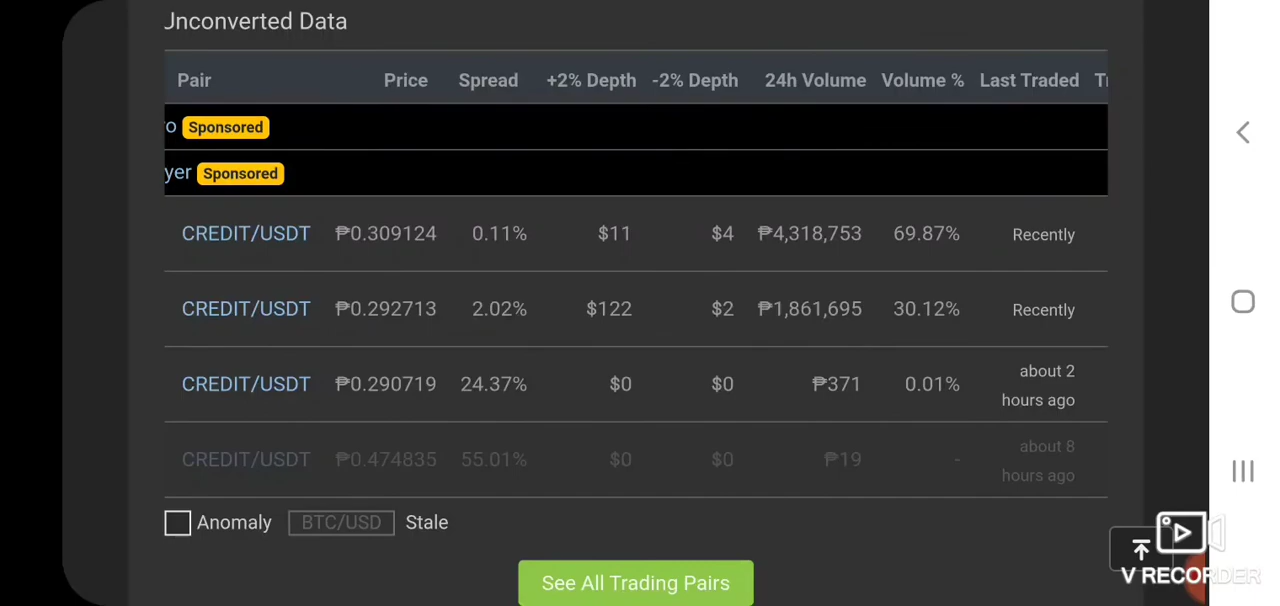 Unconverted Data
Pair Price Spread +2% Depth -2% Depth 24h Volume Volume % Last Traded
Sponsored
yer Sponsored
CREDIT/USDT ₱0.309124 0.11% $11 $4 ₱4,318,753 69.87% Recently
CREDIT/USDT ₱0.292713 2.02% $122 $2 ₱1,861,695 30.12% Recently
CREDIT/USDT ₱0.290719 24.37% $0 $0 ₱371 0.01% about 2
hours ago
CREDIT/USDT ₱0.474835 55.01% $0 $0 ₱19 - about 8
hours ago
Anomaly BTC/USD Stale
See All Trading Pairs
V RECORDER